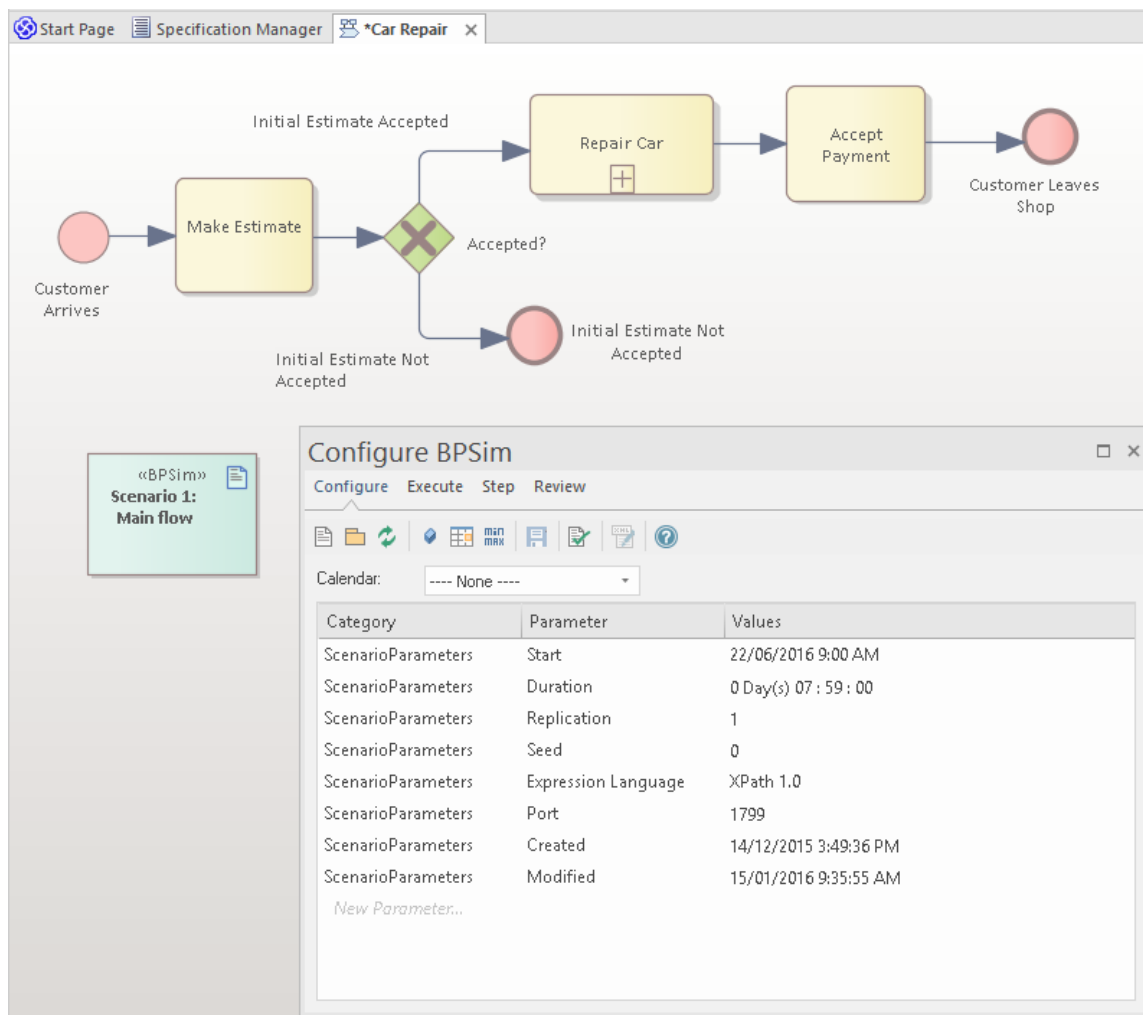 Start Page Specification Manager *Car Repair
Initial Estimate Accepted
Repair Car
Accept
Payment
Customer Leaves
Shop
Make Estimate
Accepted?
Customer
Arrives
Initial Estimate Not
Accepted
Initial Estimate Not
Accepted
«BPSim»
Scenario 1:
Main flow
Configure BPSim
Configure Execute Step Review
min
max
Calendar: ---- None ----
Category Parameter Values
ScenarioParameters Start 22/06/2016 9:00 AM
ScenarioParameters Duration 0 Day(s) 07 : 59 : 00
ScenarioParameters Replication 1
ScenarioParameters Seed 0
ScenarioParameters Expression Language XPath 1.0
ScenarioParameters Port 1799
ScenarioParameters Created 14/12/2015 3:49:36 PM
ScenarioParameters Modified 15/01/2016 9:35:55 AM
New Parameter...